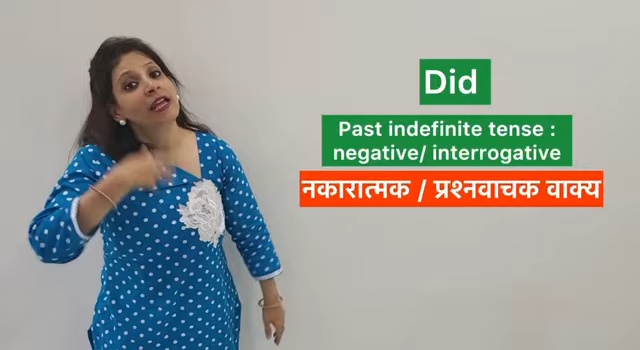 Did
Past indefinite tense :
negative/ interrogative
नकारात्मक / प्रश्नवाचक वाक्य